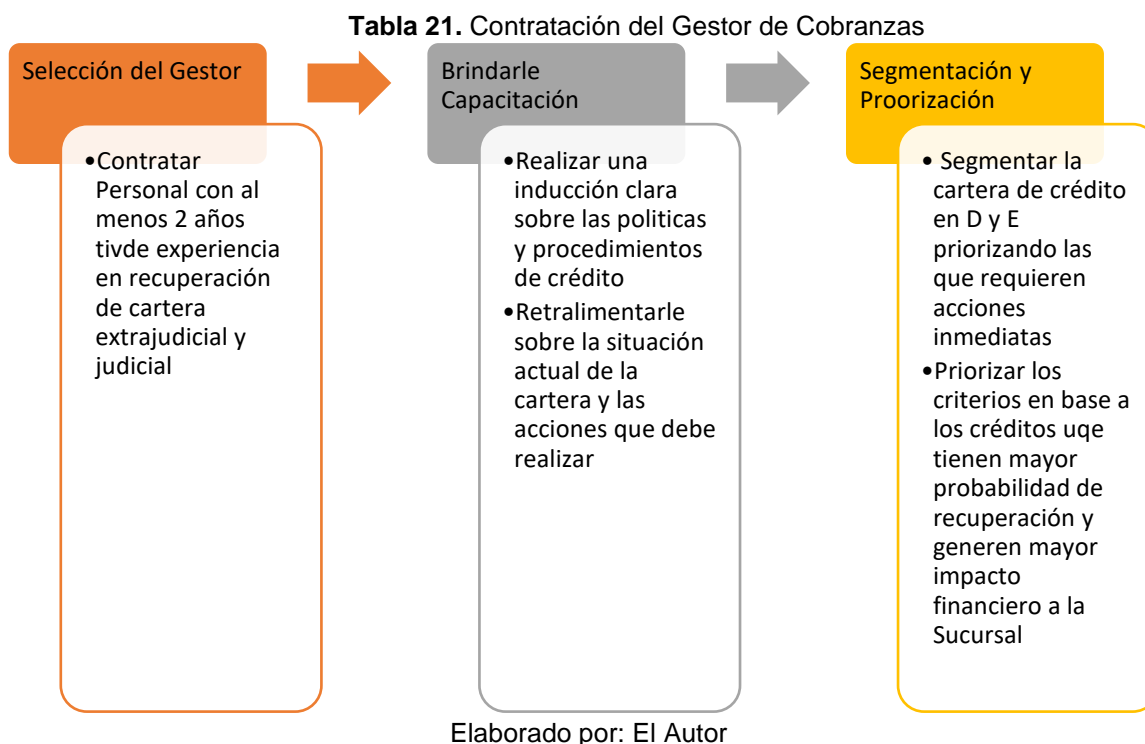 Tabla 21. Contratación del Gestor de Cobranzas
Selección del Gestor
•Contratar
Personal con al
menos 2 años
tivde experiencia
en recuperación
de cartera
extrajudicial y
judicial
Brindarle
Capacitación
•Realizar una
inducción clara
sobre las politicas
y procedimientos
de crédito
•Retralimentarle
sobre la situación
actual de la
cartera y las
acciones que debe
realizar
Segmentación y
Proorización
• Segmentar la
cartera de crédito
en D y E
priorizando las
que requieren
acciones
inmediatas
•Priorizar los
criterios en base a
los créditos uqe
tienen mayor
probabilidad de
recuperación y
generen mayor
impacto
financiero a la
Sucursal
Elaborado por: El Autor